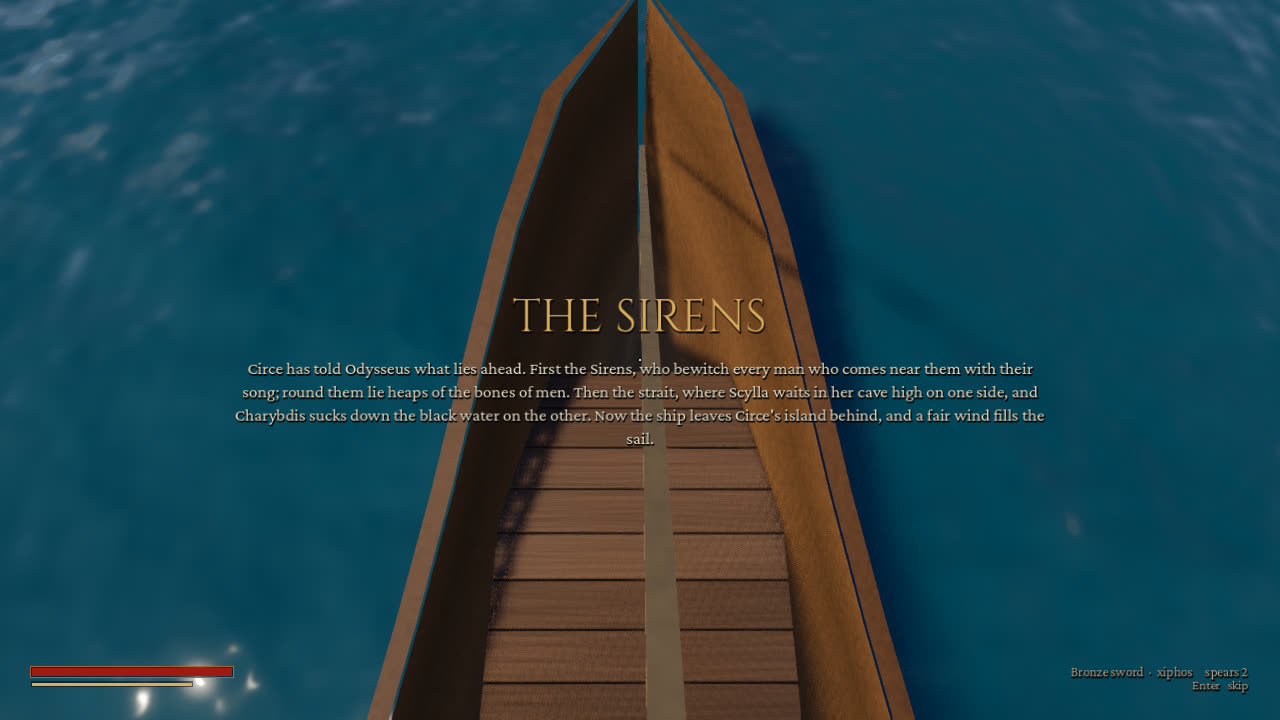 THE SIRENS
Circe has told Odysseus what lies ahead. First the Sirens, who bewitch every man who comes near them with their
song; round them lie heaps of the bones of men. Then the strait, where Scylla waits in her cave high on one side, and
Charybdis sucks down the black water on the other. Now the ship leaves Circe's island behind, and a fair wind fills the
sail.
Bronze sword · xiphos spears 2
Enter skip